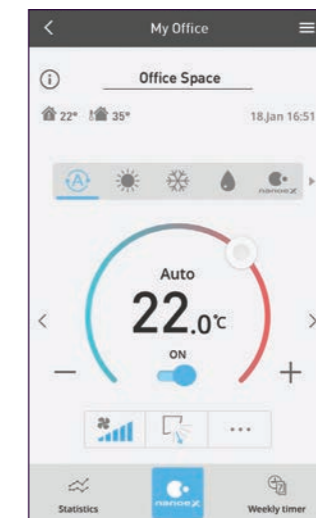 My Office
Office Space
22° 35° 18.Jan 16:51
A
nanoeX
Auto
22.0°C
ON
nanoeX
Statistics Weekly timer